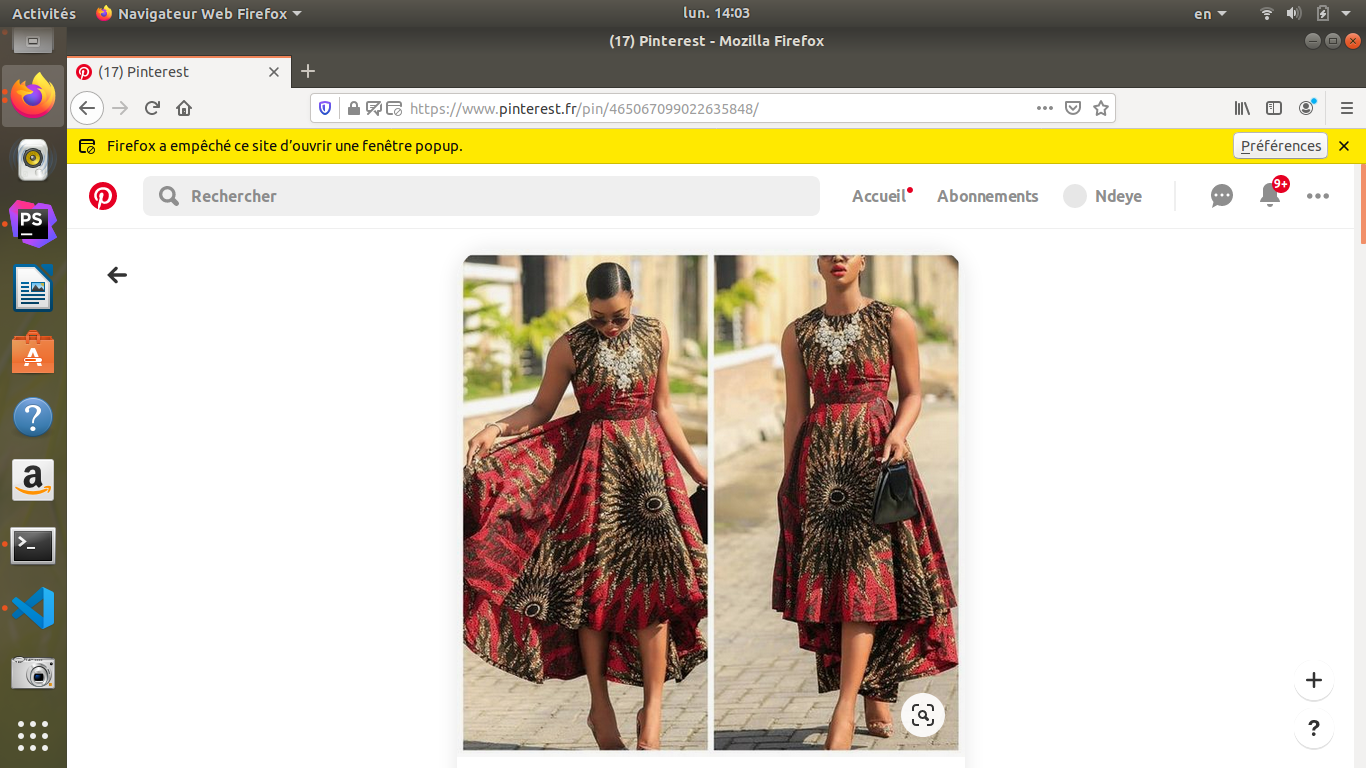 Activités Navigateur Web Firefox lun. 14:03 en
(17) Pinterest - Mozilla Firefox
(17) Pinterest
https://www.pinterest.fr/pin/465067099022635848/
Firefox a empêché ce site d’ouvrir une fenêtre popup. Préférences
Rechercher Accueil Abonnements Ndeye 9+
PS
A
?
a
>_
+
?